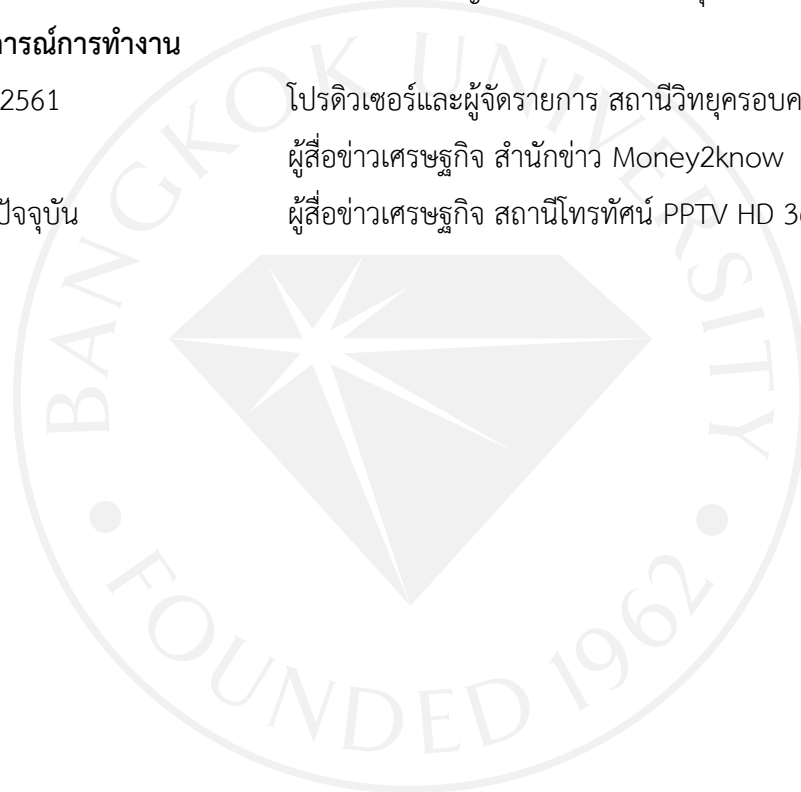 ารณ์การทำงาน
2561 โปรดิวเซอร์และผู้จัดรายการ สถานีวิทยุครอบค
ผู้สื่อข่าวเศรษฐกิจ สำนักข่าว Money2know
ปัจจุบัน ผู้สื่อข่าวเศรษฐกิจ สถานีโทรทัศน์ PPTV HD 3
BANGKOK UNIVERSITY
FOUNDED 1962